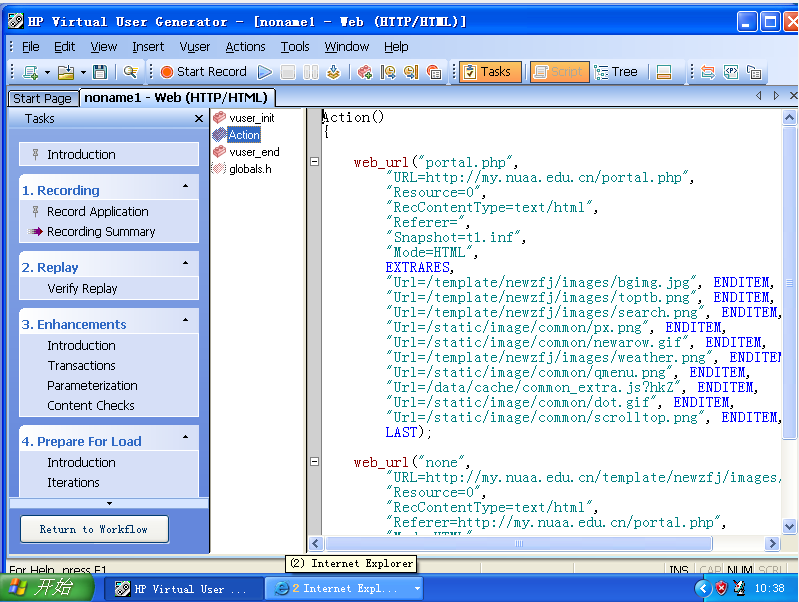 HP Virtual User Generator - [noname1 - Web (HTTP/HTML)]
File Edit View Insert Vuser Actions Tools Window Help
Start Record Tasks Script Tree
Start Page noname1 - Web (HTTP/HTML)
Tasks
Introduction
1. Recording
Record Application
Recording Summary
2. Replay
Verify Replay
3. Enhancements
Introduction
Transactions
Parameterization
Content Checks
4. Prepare For Load
Introduction
Iterations
Return to Workflow
vuser_init
Action
vuser_end
globals.h
Action()
{
web_url("portal.php",
"URL=http://my.nuaa.edu.cn/portal.php",
"Resource=0",
"RecContentType=text/html",
"Referer=",
"Snapshot=t1.inf",
"Mode=HTML",
EXTRARES,
"Url=/template/newzfj/images/bgimg.jpg", ENDITEM,
"Url=/template/newzfj/images/toptb.png", ENDITEM,
"Url=/template/newzfj/images/search.png", ENDITEM,
"Url=/static/image/common/px.png", ENDITEM,
"Url=/static/image/common/newarow.gif", ENDITEM,
"Url=/template/newzfj/images/weather.png", ENDITEM
"Url=/static/image/common/qmenu.png", ENDITEM,
"Url=/data/cache/common_extra.js?hkZ", ENDITEM,
"Url=/static/image/common/dot.gif", ENDITEM,
"Url=/static/image/common/scrolltop.png", ENDITEM,
LAST);
web_url("none",
"URL=http://my.nuaa.edu.cn/template/newzfj/images/
"Resource=0",
"RecContentType=text/html",
"Referer=http://my.nuaa.edu.cn/portal.php",
"Mode=HTML",
(2) Internet Explorer
For Help, press F1
INS CAP NUM SCRL
开始 HP Virtual User ... 2 Internet Expl... 10:38